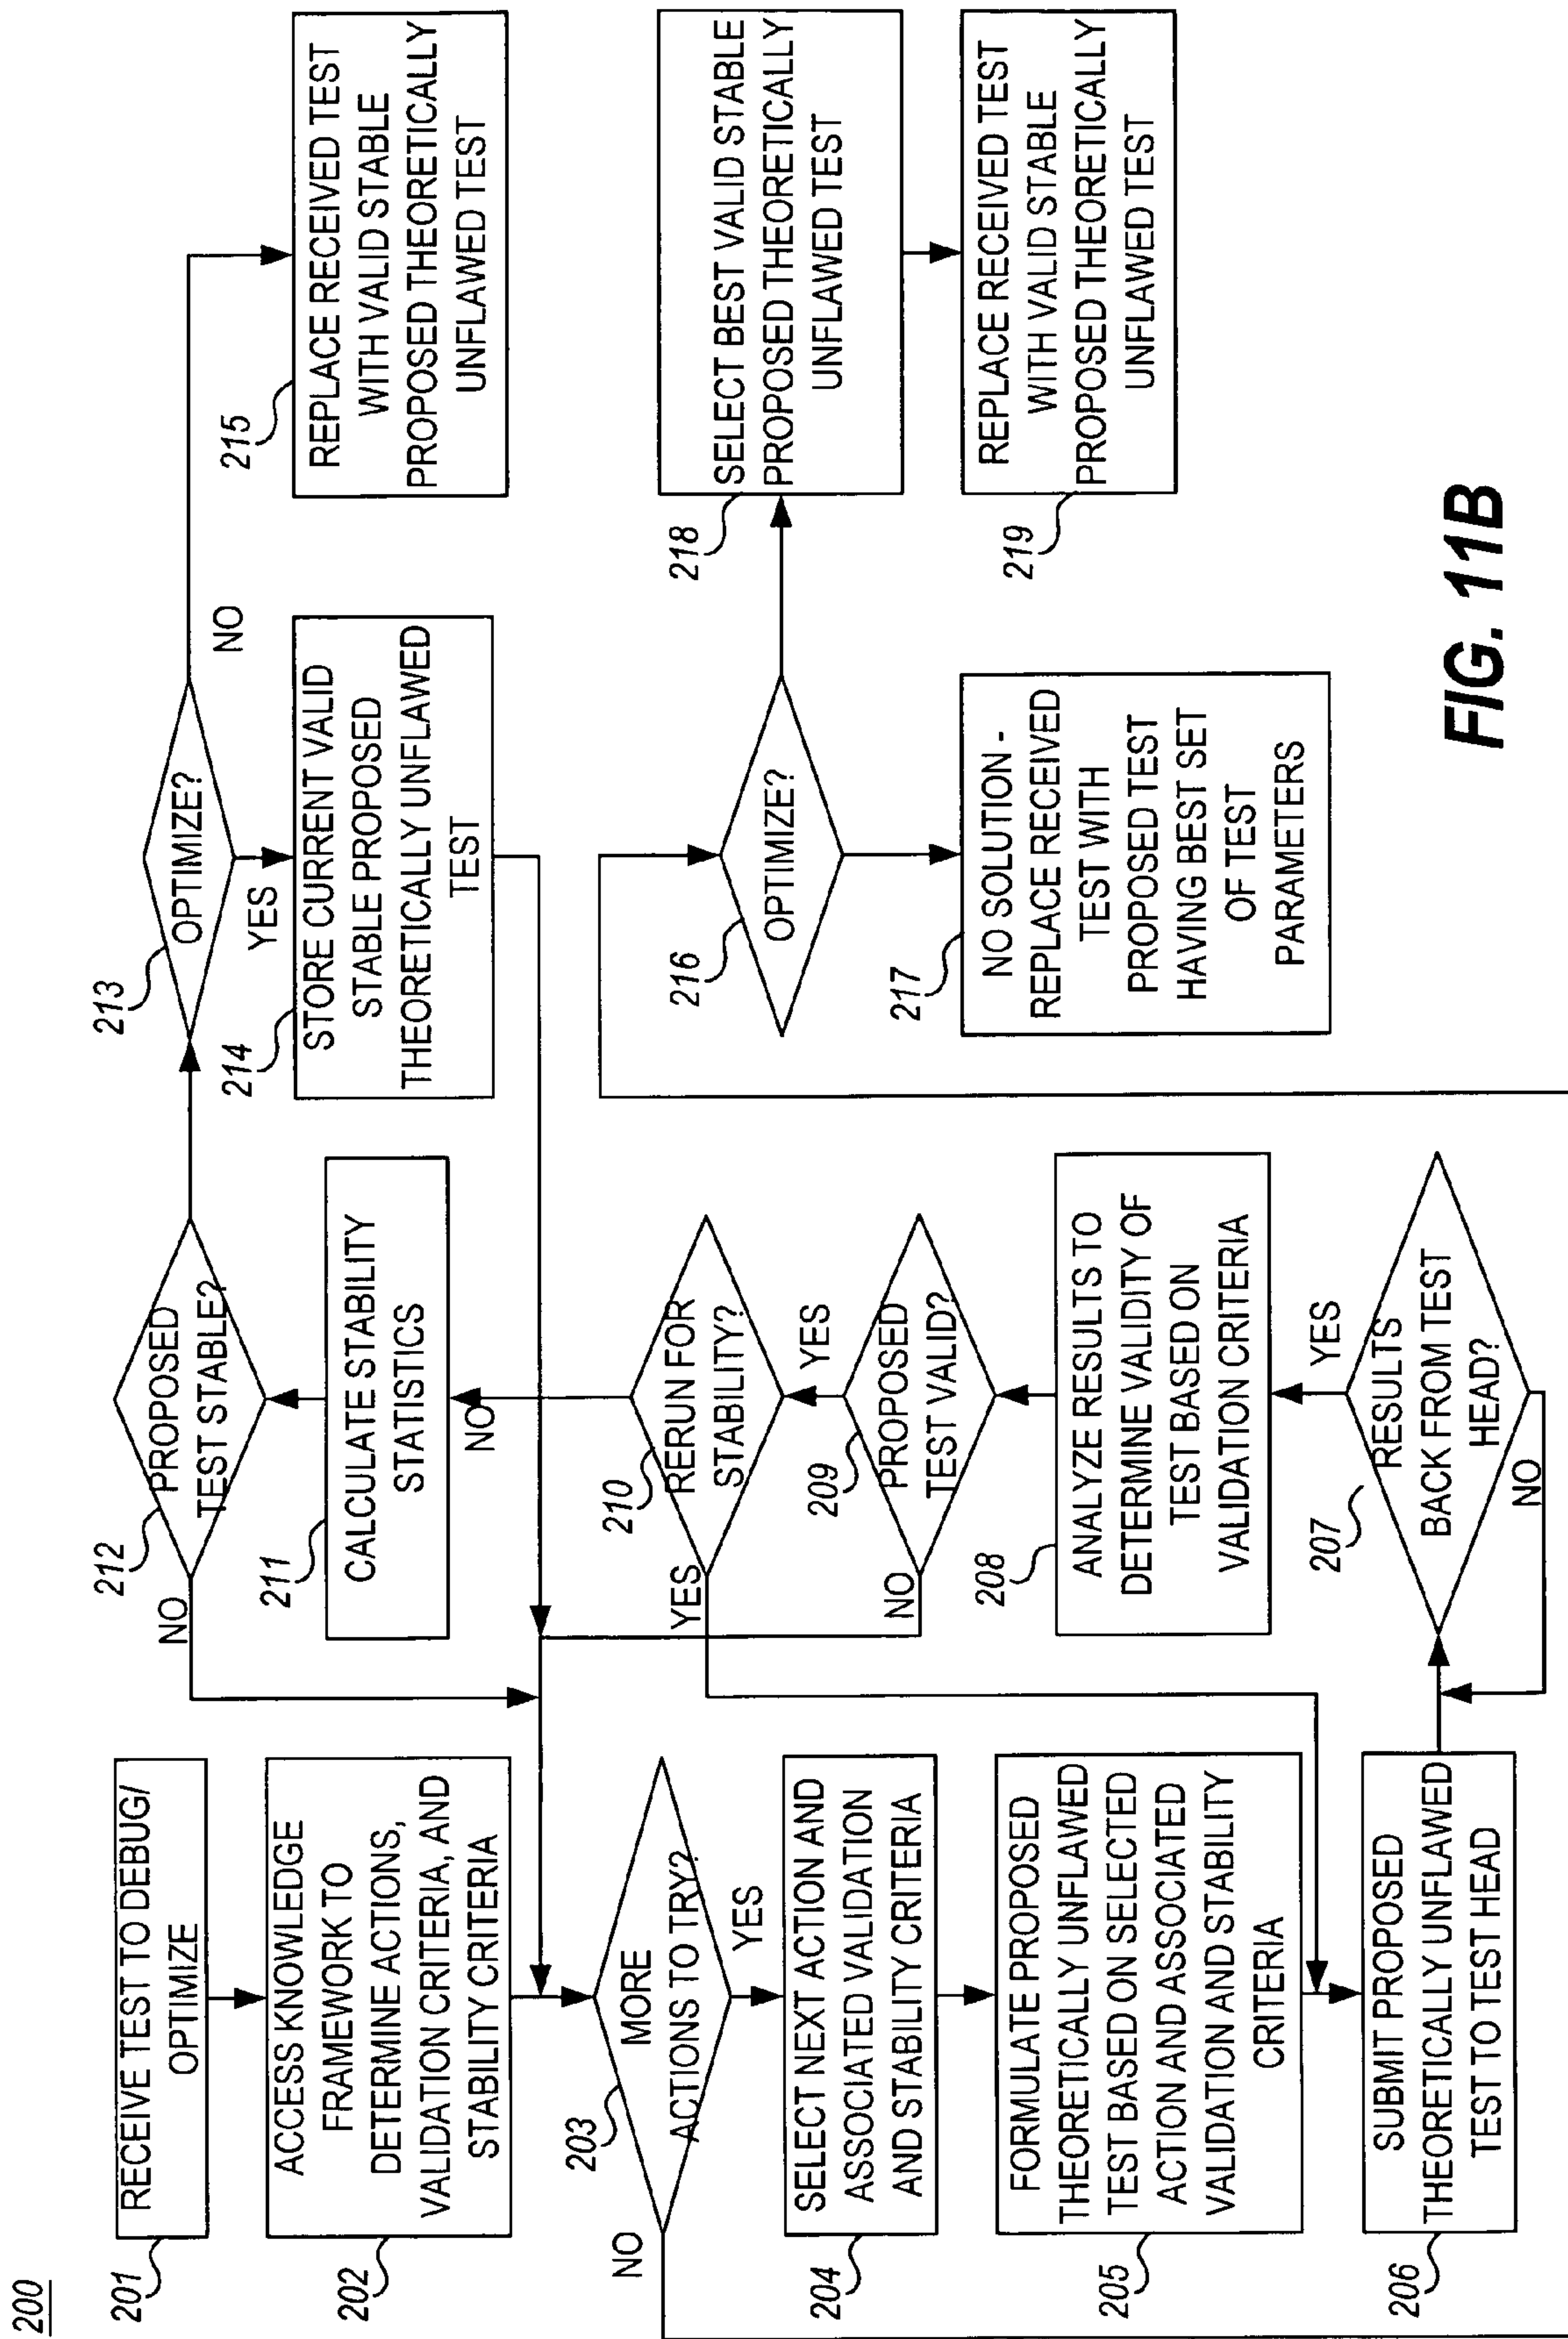 200
201
RECEIVE TEST TO DEBUG/
OPTIMIZE
202
ACCESS KNOWLEDGE
FRAMEWORK TO
DETERMINE ACTIONS,
VALIDATION CRITERIA, AND
STABILITY CRITERIA
203
MORE
ACTIONS TO TRY?
NO
YES
204
SELECT NEXT ACTION AND
ASSOCIATED VALIDATION
AND STABILITY CRITERIA
205
FORMULATE PROPOSED
THEORETICALLY UNFLAWED
TEST BASED ON SELECTED
ACTION AND ASSOCIATED
VALIDATION AND STABILITY
CRITERIA
206
SUBMIT PROPOSED
THEORETICALLY UNFLAWED
TEST TO TEST HEAD
212
PROPOSED
TEST STABLE?
NO
211
CALCULATE STABILITY
STATISTICS
NO
210
RERUN FOR
STABILITY?
YES
YES
209
PROPOSED
TEST VALID?
NO
208
ANALYZE RESULTS TO
DETERMINE VALIDITY OF
TEST BASED ON
VALIDATION CRITERIA
YES
207
RESULTS
BACK FROM TEST
HEAD?
NO
213
OPTIMIZE?
NO
YES
214
STORE CURRENT VALID
STABLE PROPOSED
THEORETICALLY UNFLAWED
TEST
215
REPLACE RECEIVED TEST
WITH VALID STABLE
PROPOSED THEORETICALLY
UNFLAWED TEST
216
OPTIMIZE?
217
NO SOLUTION -
REPLACE RECEIVED
TEST WITH
PROPOSED TEST
HAVING BEST SET
OF TEST
PARAMETERS
218
SELECT BEST VALID STABLE
PROPOSED THEORETICALLY
UNFLAWED TEST
219
REPLACE RECEIVED TEST
WITH VALID STABLE
PROPOSED THEORETICALLY
UNFLAWED TEST
FIG. 11B